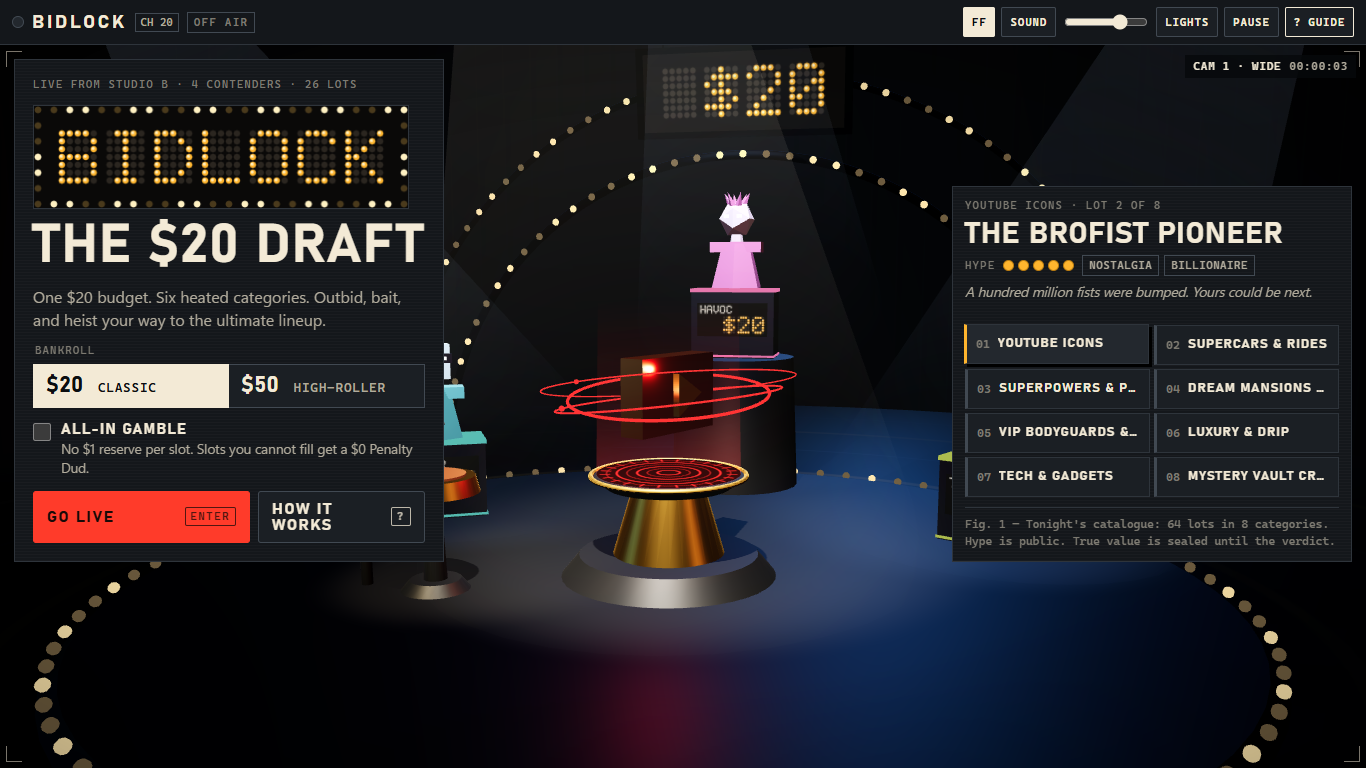 BIDLOCK CH 20 OFF AIR
FF SOUND LIGHTS PAUSE ? GUIDE
CAM 1 · WIDE 00:00:03
LIVE FROM STUDIO B · 4 CONTENDERS · 26 LOTS
BIDLOCK
THE $20 DRAFT
One $20 budget. Six heated categories. Outbid, bait,
and heist your way to the ultimate lineup.
BANKROLL
$20 CLASSIC $50 HIGH-ROLLER
ALL-IN GAMBLE
No $1 reserve per slot. Slots you cannot fill get a $0 Penalty
Dud.
GO LIVE ENTER
HOW IT
WORKS ?
$20
HAVOC
$20
YOUTUBE ICONS · LOT 2 OF 8
THE BROFIST PIONEER
HYPE NOSTALGIA BILLIONAIRE
A hundred million fists were bumped. Yours could be next.
01 YOUTUBE ICONS 02 SUPERCARS & RIDES
03 SUPERPOWERS & P… 04 DREAM MANSIONS …
05 VIP BODYGUARDS &… 06 LUXURY & DRIP
07 TECH & GADGETS 08 MYSTERY VAULT CR…
Fig. 1 — Tonight's catalogue: 64 lots in 8 categories.
Hype is public. True value is sealed until the verdict.